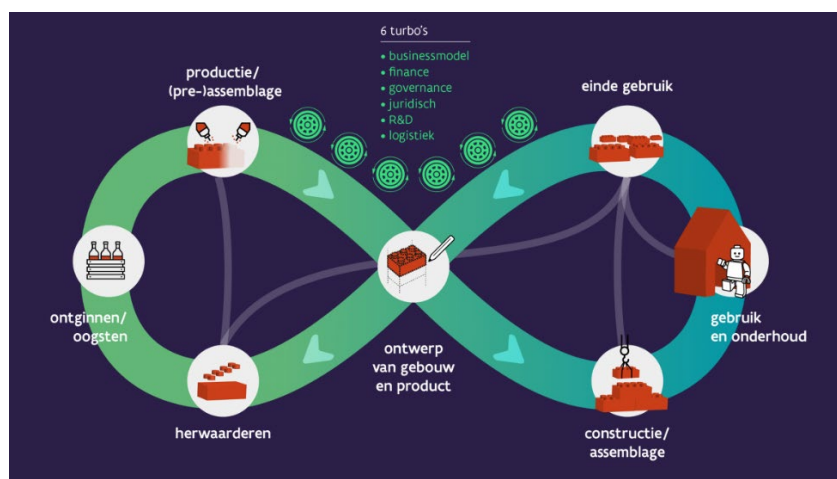 6 turbo's
• businessmodel
• finance
• governance
• juridisch
• R&D
• logistiek
productie/
(pre-)assemblage
einde gebruik
ontginnen/
oogsten
gebruik
en onderhoud
ontwerp
van gebouw
en product
herwaarderen
constructie/
assemblage